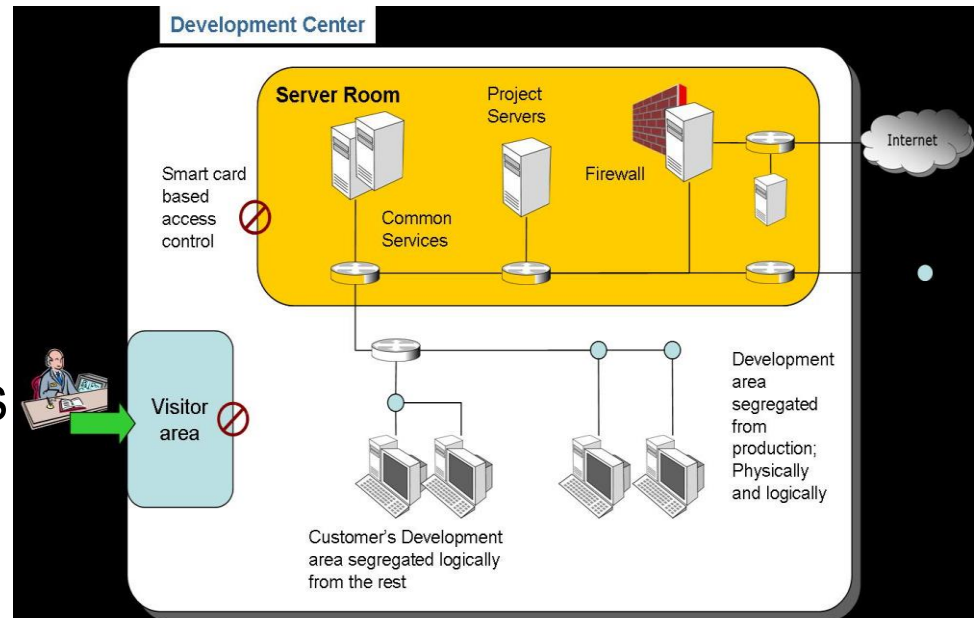 Development Center
Server Room
Project
Servers
Internet
Firewall
Smart card
based
access
control
Common
Services
s
Visitor
area
Development
area
segregated
from
production;
Physically
and logically
Customer's Development
area segregated logically
from the rest